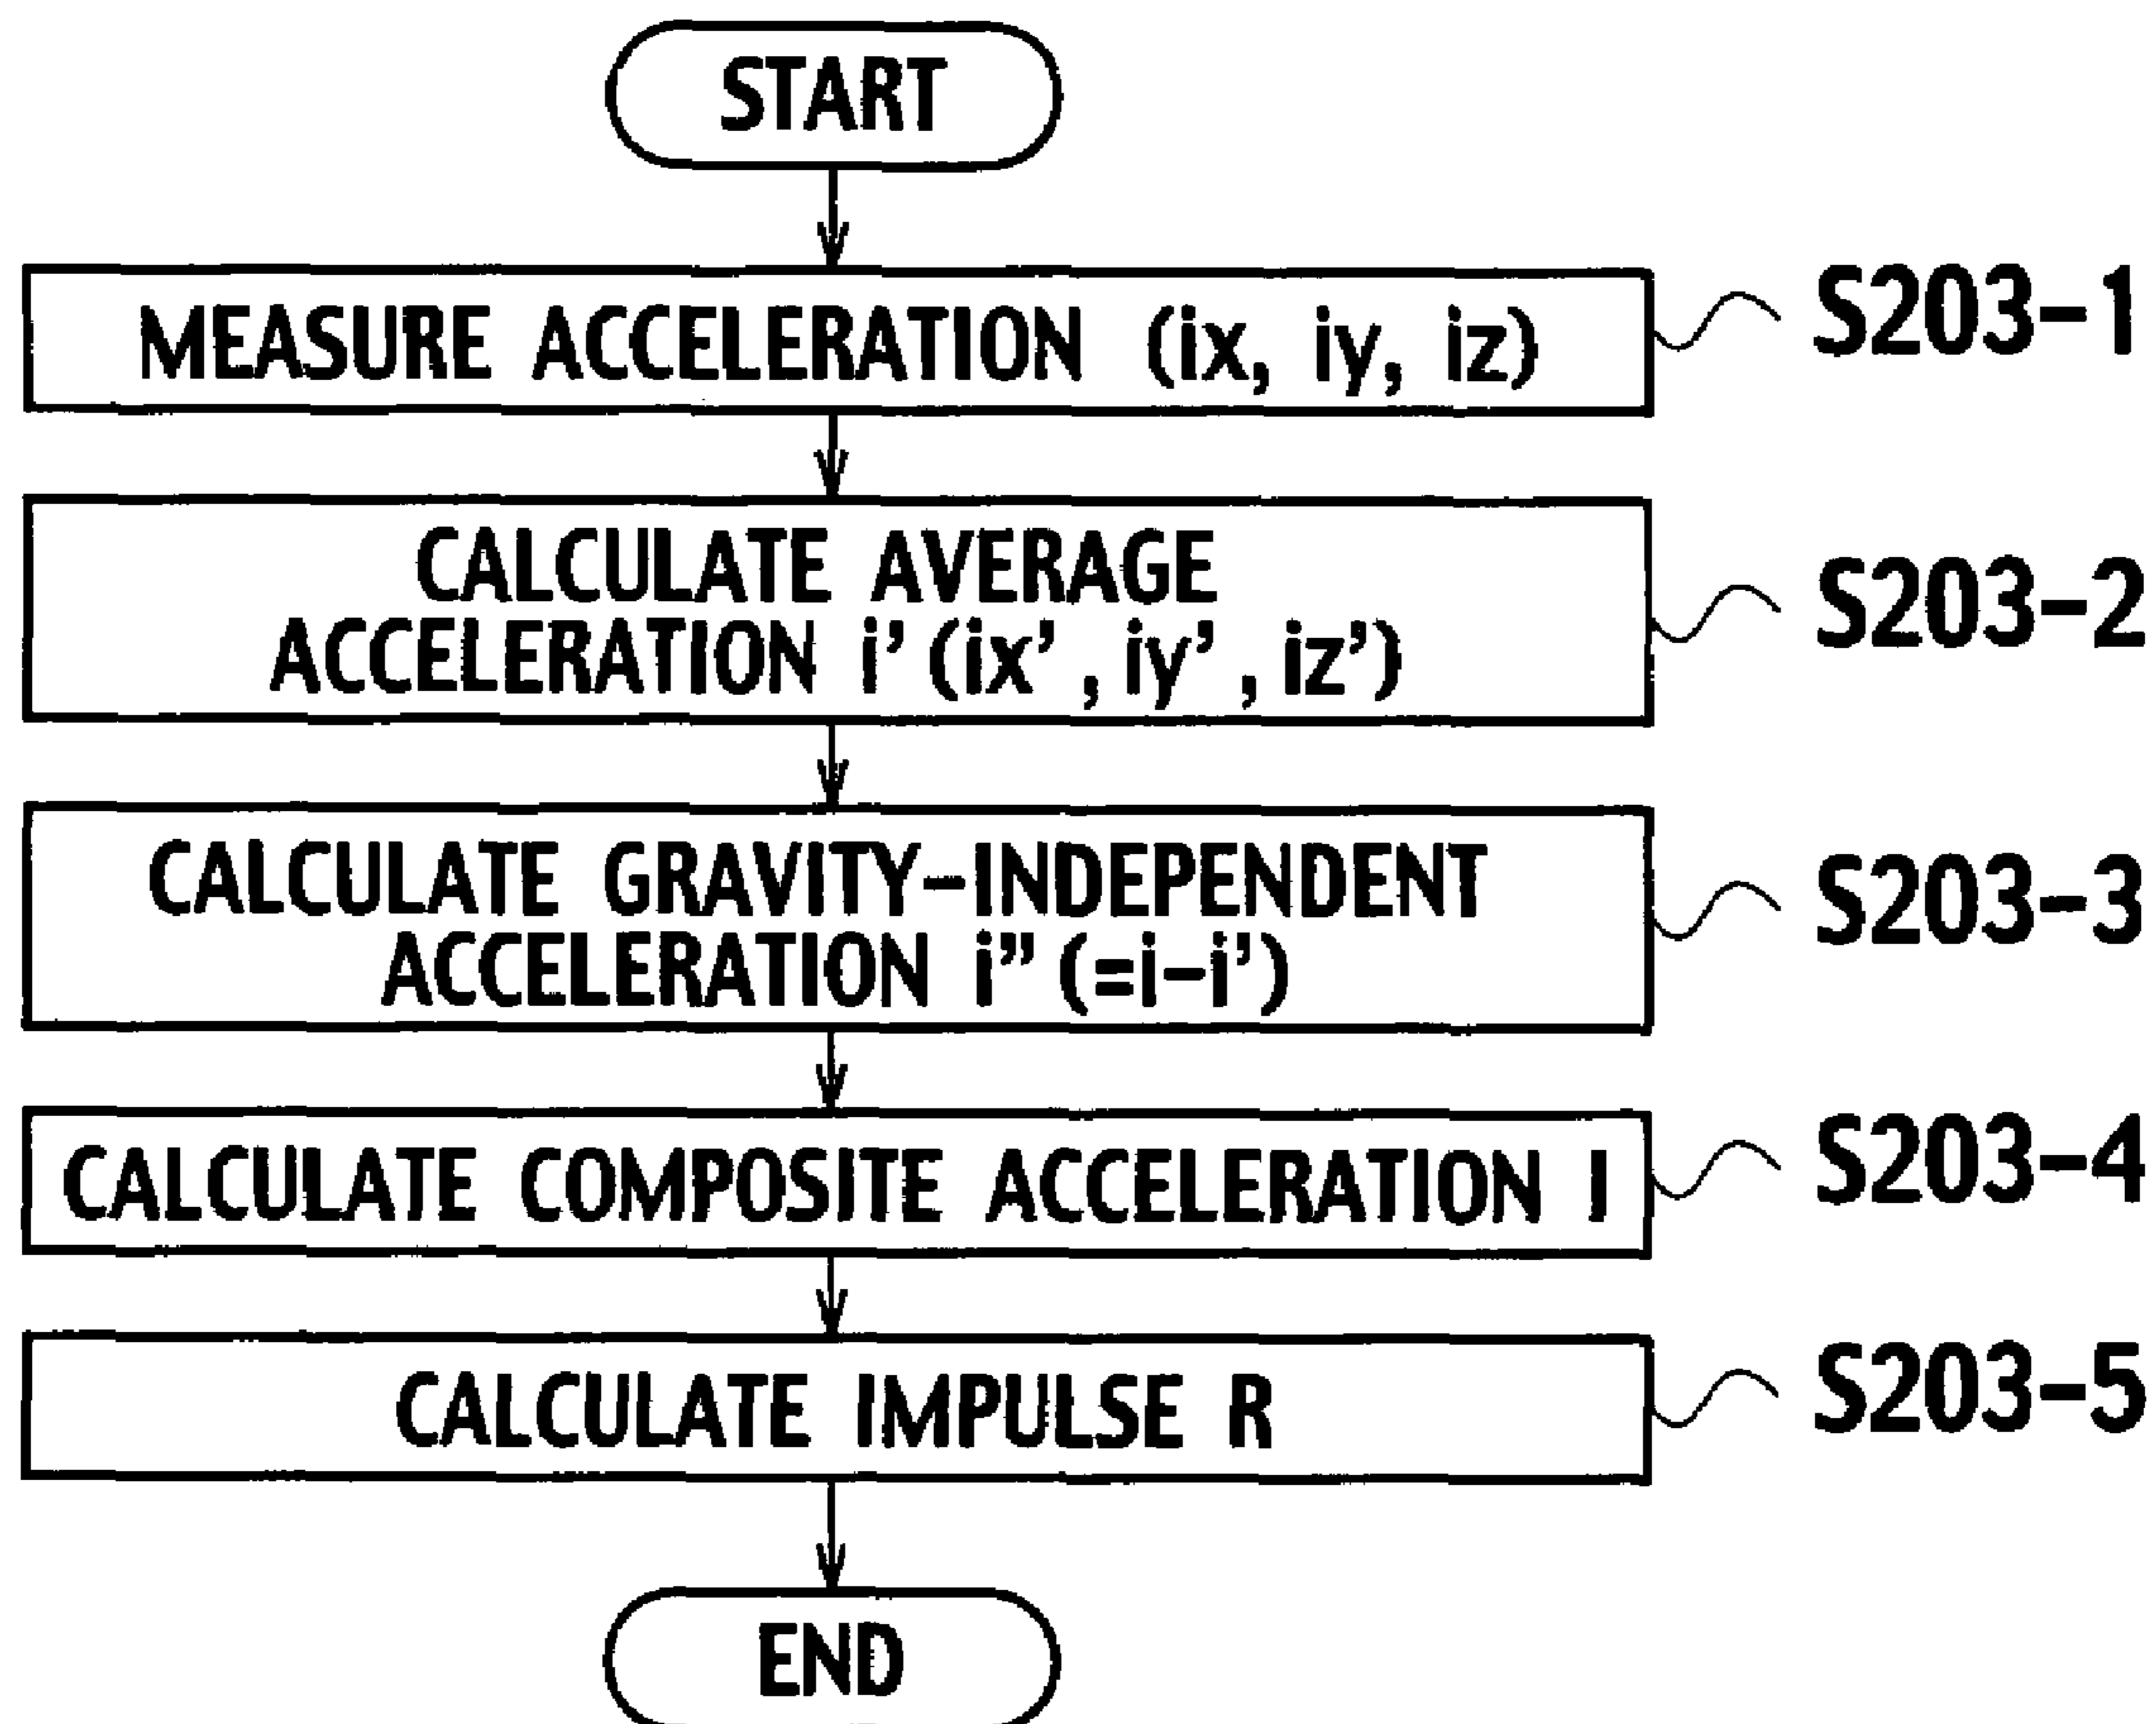 START
MEASURE ACCELERATION (ix, iy, iz)
S203-1
CALCULATE AVERAGE
ACCELERATION i' (ix' , iy' , iz')
S203-2
CALCULATE GRAVITY-INDEPENDENT
ACCELERATION i" (=i-i')
S203-3
CALCULATE COMPOSITE ACCELERATION I
S203-4
CALCULATE IMPULSE R
S203-5
END